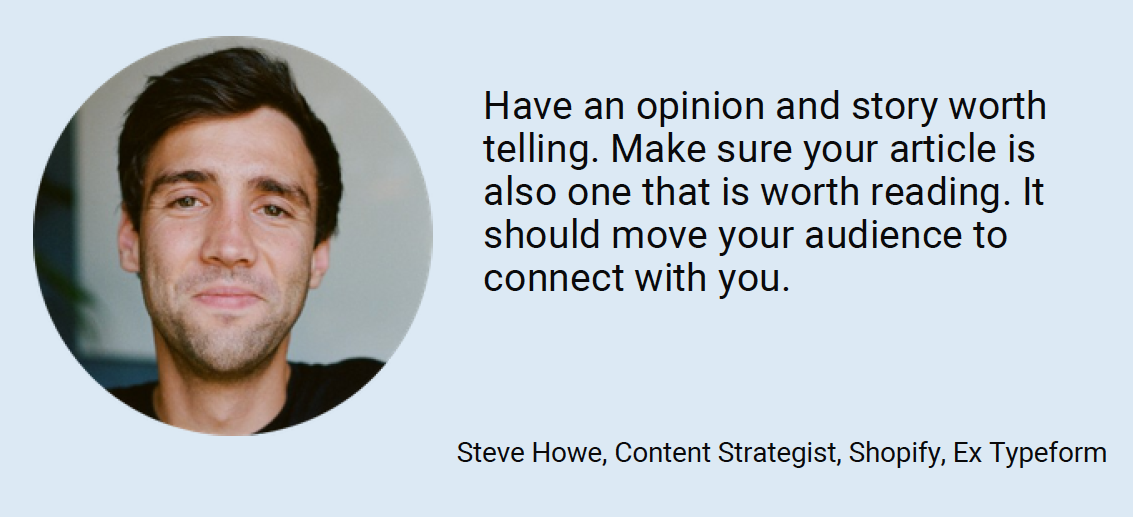 Have an opinion and story worth
telling. Make sure your article is
also one that is worth reading. It
should move your audience to
connect with you.
Steve Howe, Content Strategist, Shopify, Ex Typeform